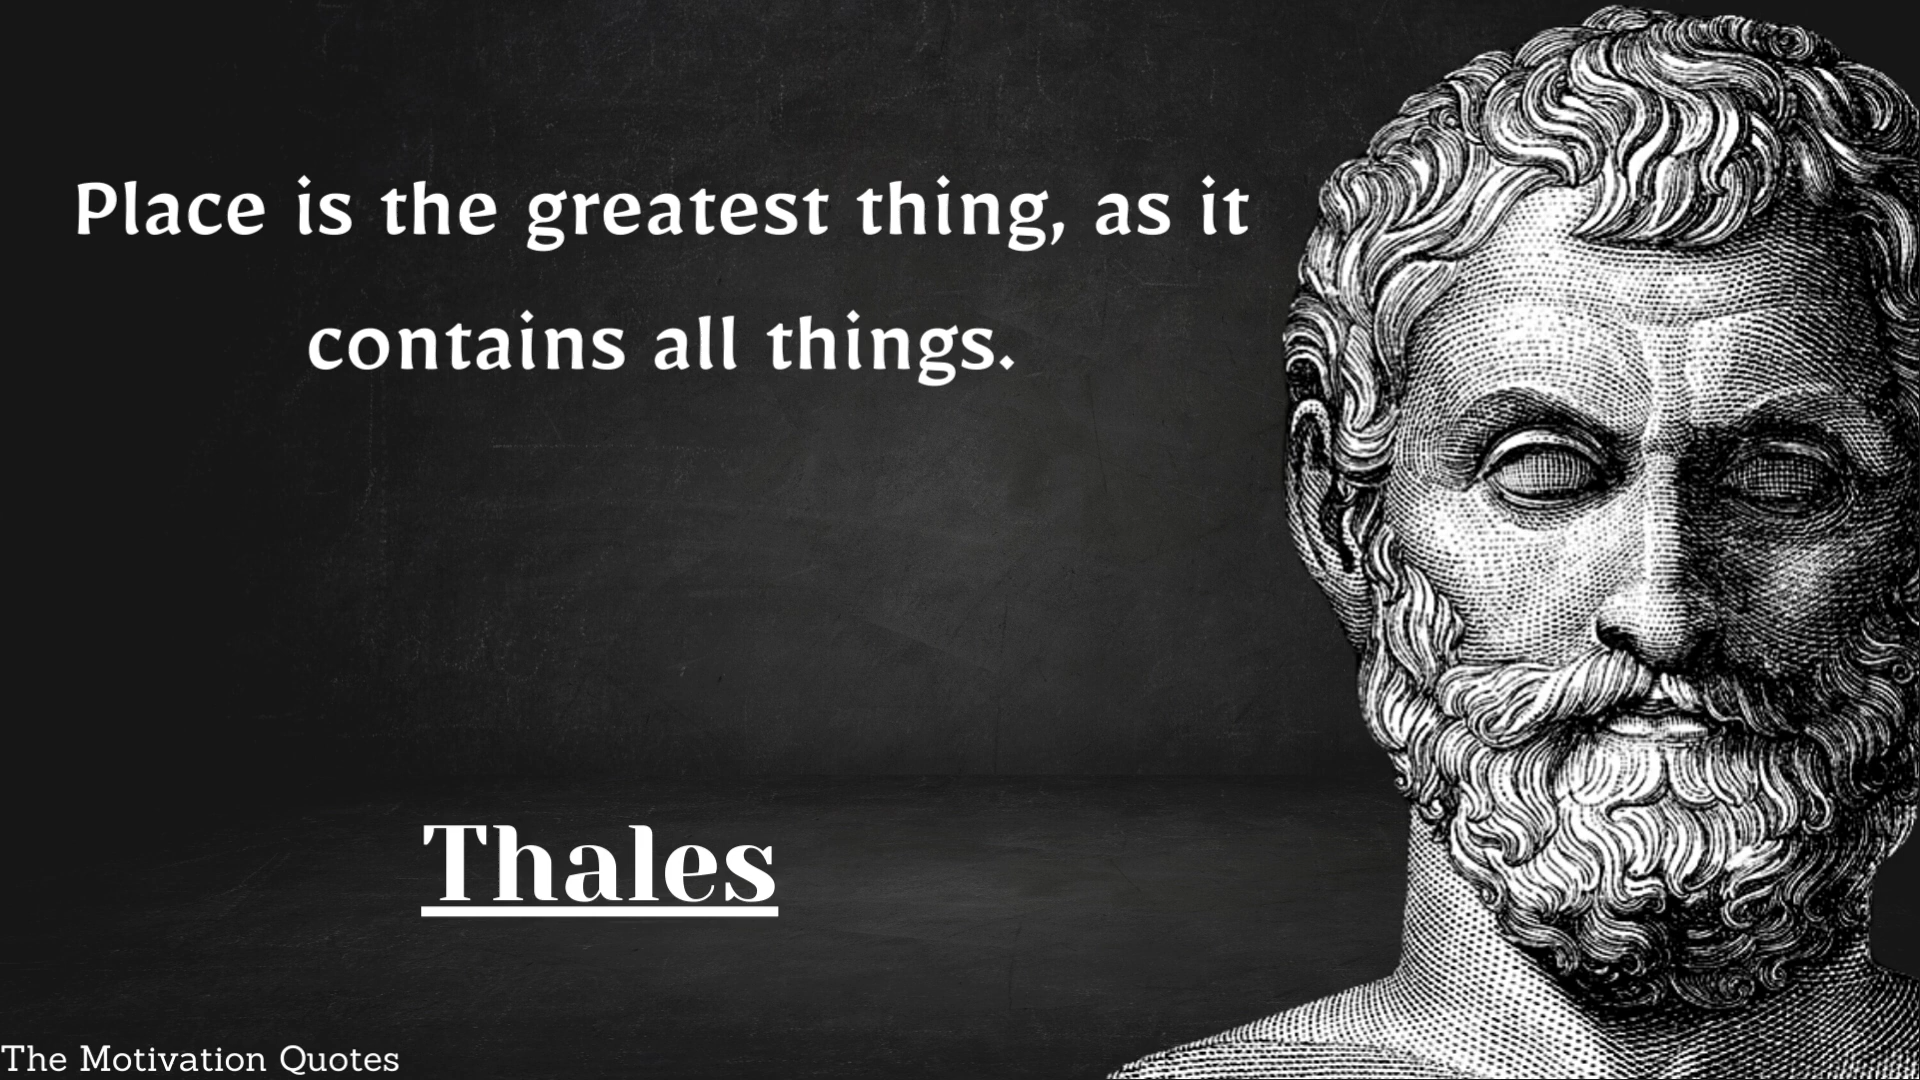 Place is the greatest thing, as it
contains all things.
Thales
The Motivation Quotes